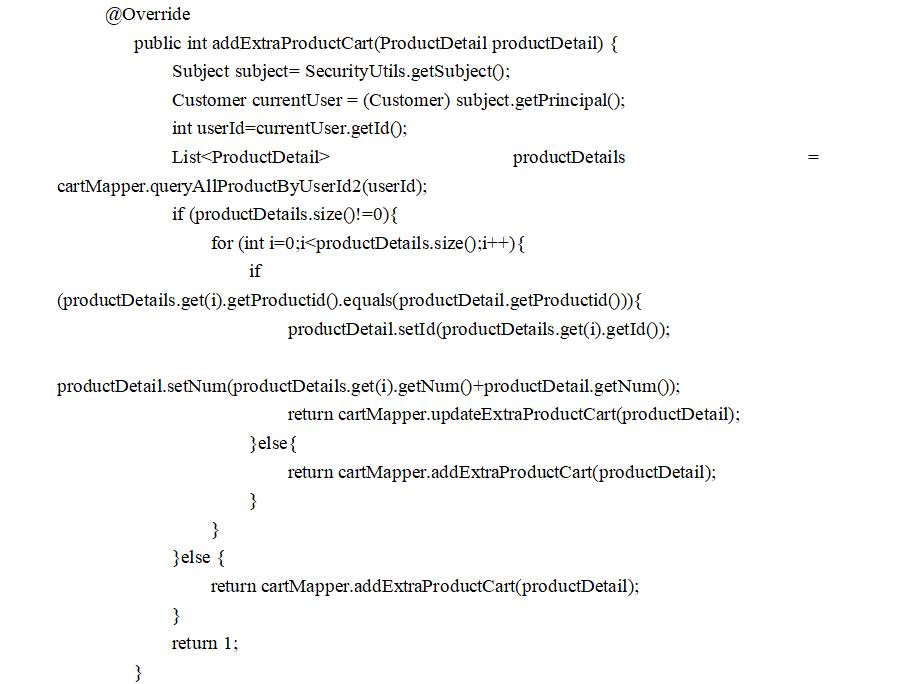 @Override
public int addExtraProductCart(ProductDetail productDetail) {
Subject subject= SecurityUtils.getSubject();
Customer currentUser = (Customer) subject.getPrincipal();
int userId=currentUser.getId();
List<ProductDetail> productDetails =
cartMapper.queryAllProductByUserId2(userId);
if (productDetails.size()!=0){
for (int i=0;i<productDetails.size();i++){
if
(productDetails.get(i).getProductid().equals(productDetail.getProductid())){
productDetail.setId(productDetails.get(i).getId());
productDetail.setNum(productDetails.get(i).getNum()+productDetail.getNum());
return cartMapper.updateExtraProductCart(productDetail);
}else{
return cartMapper.addExtraProductCart(productDetail);
}
}
}else {
return cartMapper.addExtraProductCart(productDetail);
}
return 1;
}